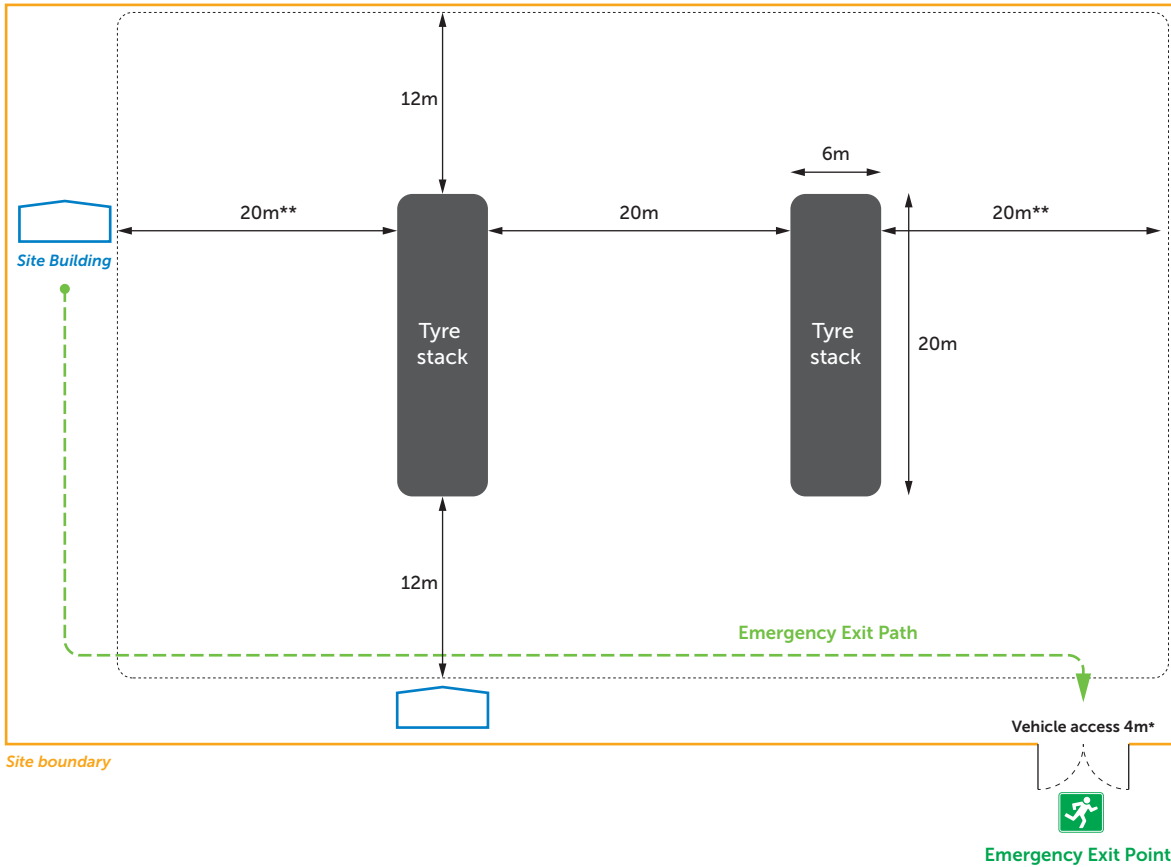 12m
6m
20m**
20m
20m**
Site Building
Tyre
stack
Tyre
stack
20m
12m
Emergency Exit Path
Vehicle access 4m*
Site boundary
Emergency Exit Point